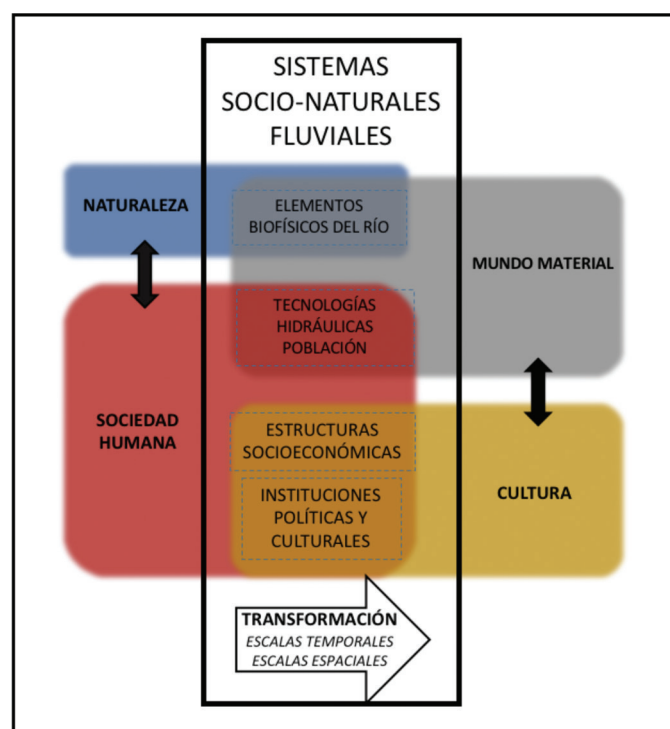 SISTEMAS
SOCIO-NATURALES
FLUVIALES
NATURALEZA
ELEMENTOS
BIOFÍSICOS DEL RÍO
MUNDO MATERIAL
TECNOLOGÍAS
HIDRÁULICAS
POBLACIÓN
SOCIEDAD
HUMANA
ESTRUCTURAS
SOCIOECONÓMICAS
INSTITUCIONES
POLÍTICAS Y
CULTURALES
CULTURA
TRANSFORMACIÓN
ESCALAS TEMPORALES
ESCALAS ESPACIALES